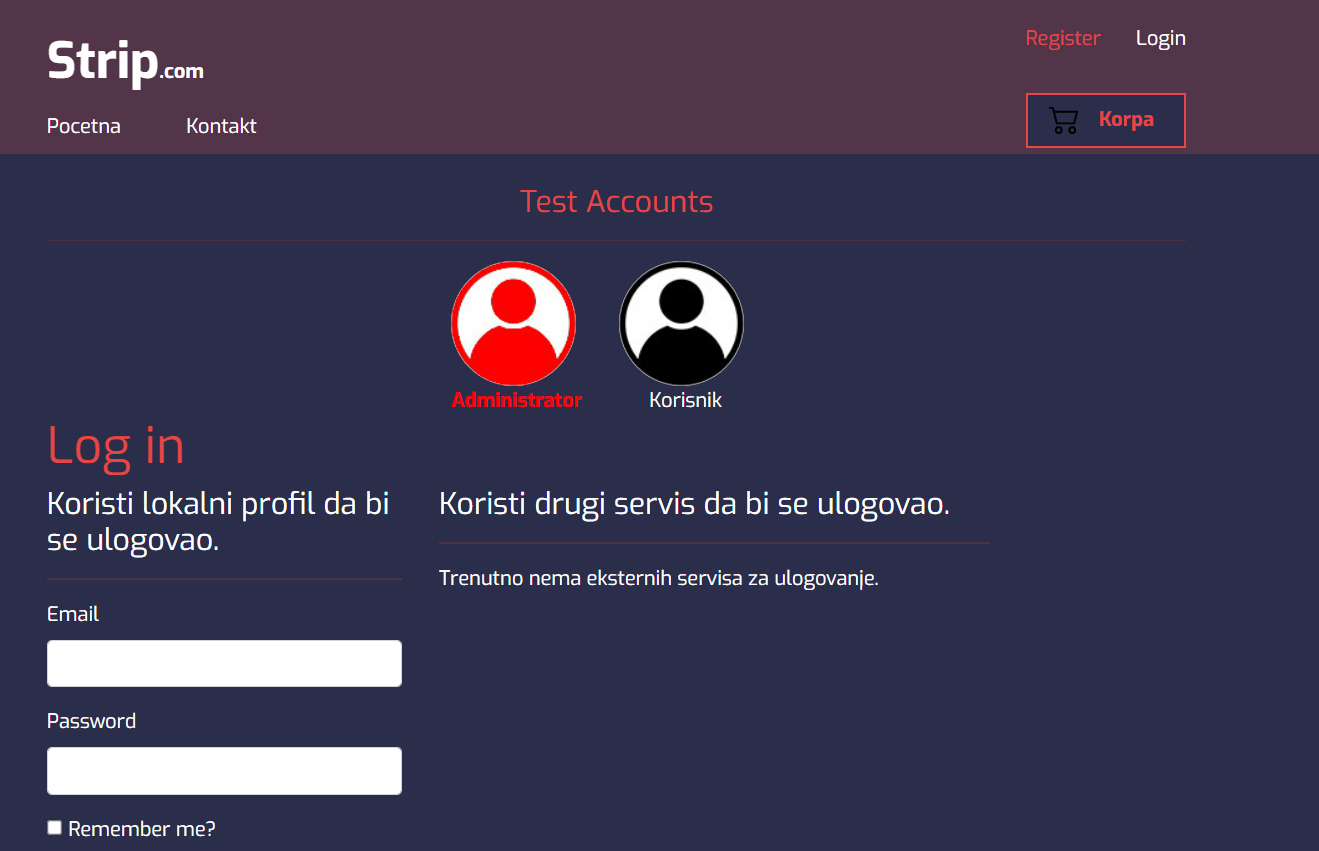 Register Login
Strip.com
Pocetna Kontakt
Korpa
Test Accounts
Administrator Korisnik
Log in
Koristi lokalni profil da bi
se ulogovao.
Koristi drugi servis da bi se ulogovao.
Trenutno nema eksternih servisa za ulogovanje.
Email
Password
Remember me?